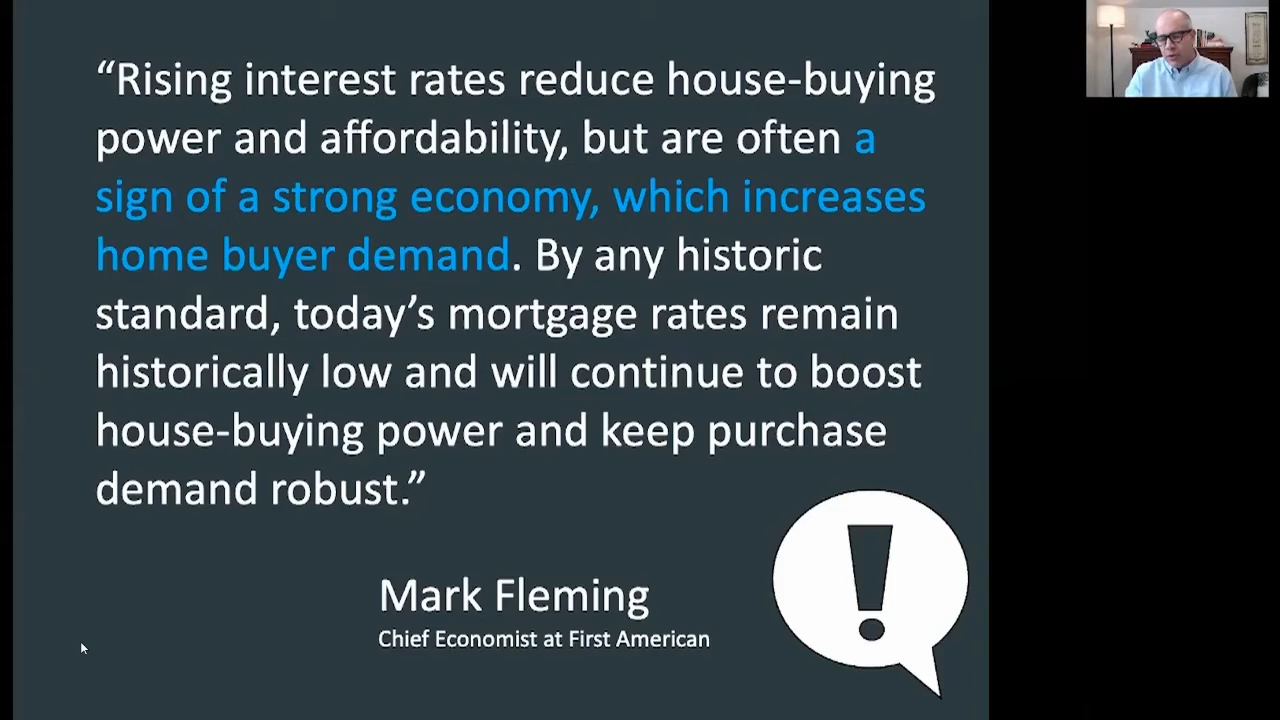 “Rising interest rates reduce house-buying
power and affordability, but are often a
sign of a strong economy, which increases
home buyer demand. By any historic
standard, today’s mortgage rates remain
historically low and will continue to boost
house-buying power and keep purchase
demand robust.”
Mark Fleming
Chief Economist at First American